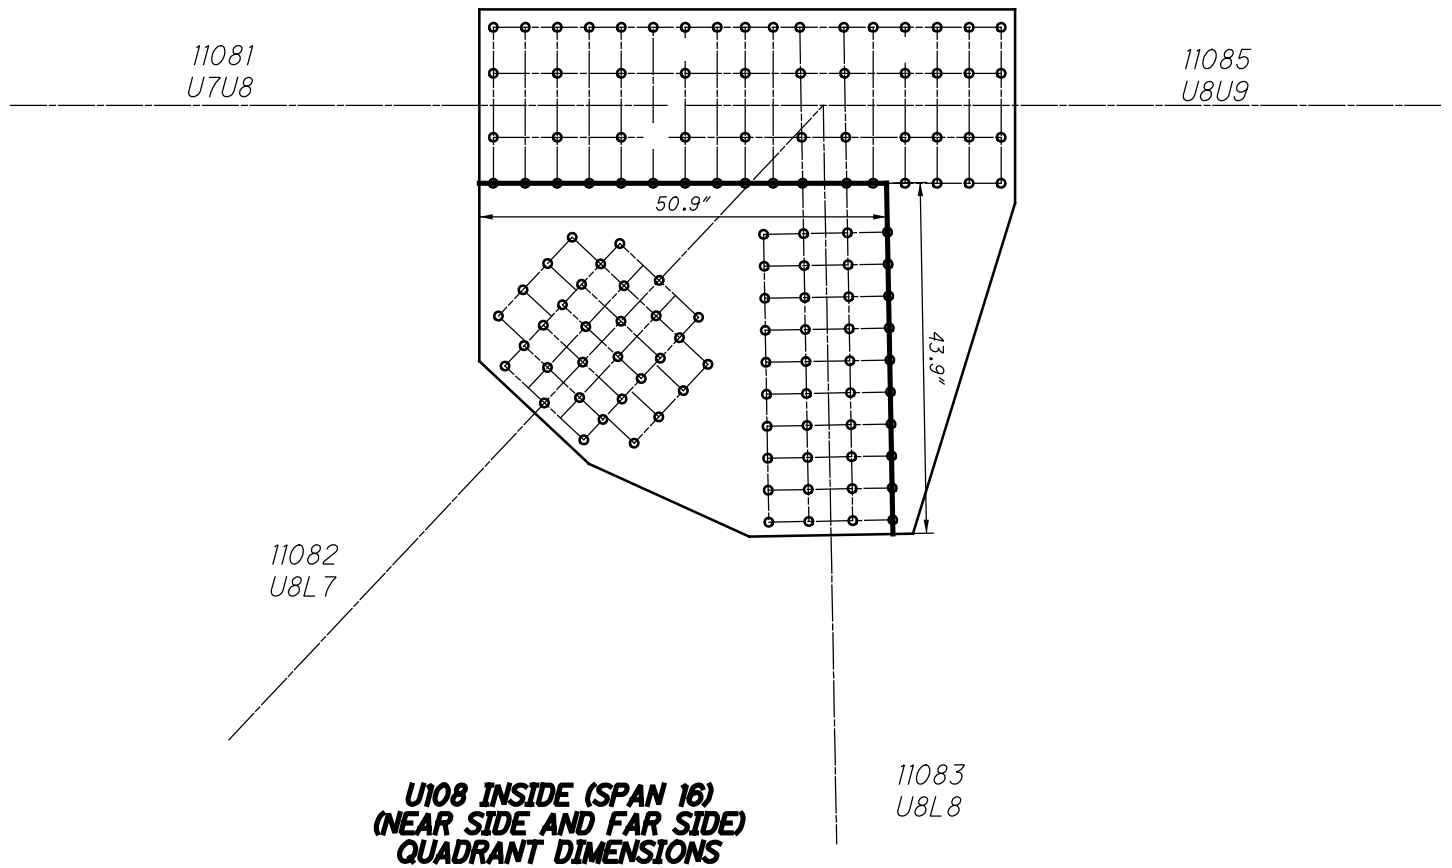 11081
U7U8
11085
U8U9
50.9"
43.9"
11082
U8L7
11083
U8L8
U108 INSIDE (SPAN 16)
(NEAR SIDE AND FAR SIDE)
QUADRANT DIMENSIONS